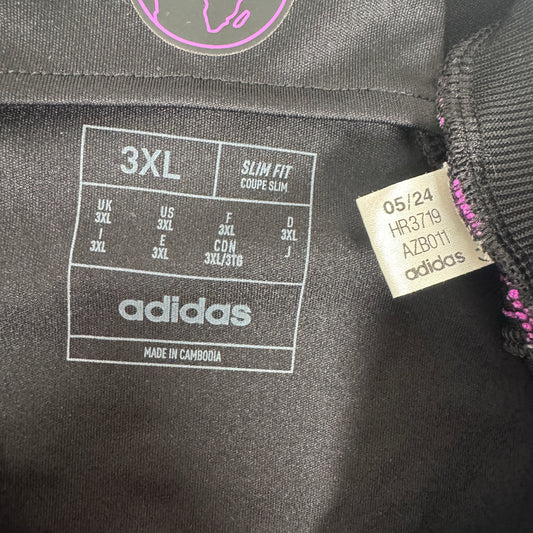 3XL
SLIM FIT
COUPE SLIM
UK US F D
3XL 3XL 3XL 3XL
I E CDN J
3XL 3XL 3XL/3TG
adidas
MADE IN CAMBODIA
05/24
HR3719
AZB011
adidas